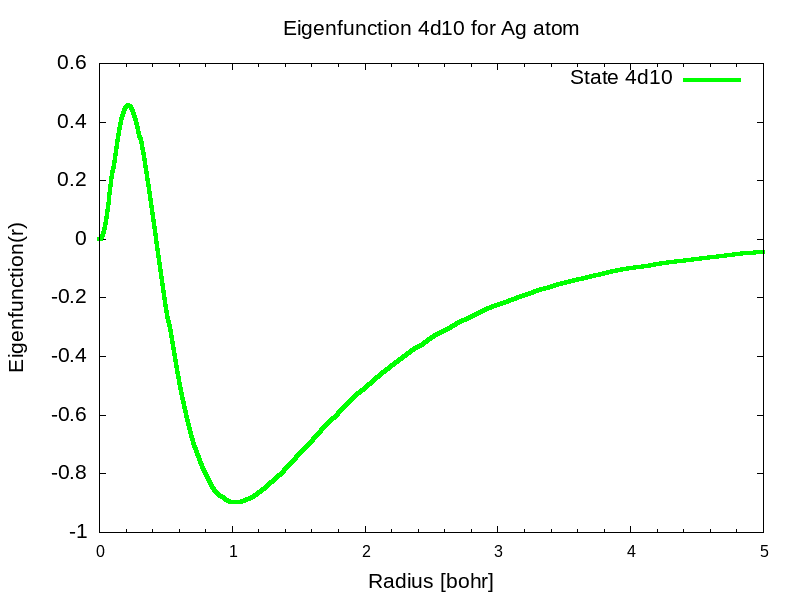 Eigenfunction 4d10 for Ag atom
State 4d10
0.6
0.4
0.2
0
-0.2
-0.4
-0.6
-0.8
-1
Eigenfunction(r)
0 1 2 3 4 5
Radius [bohr]